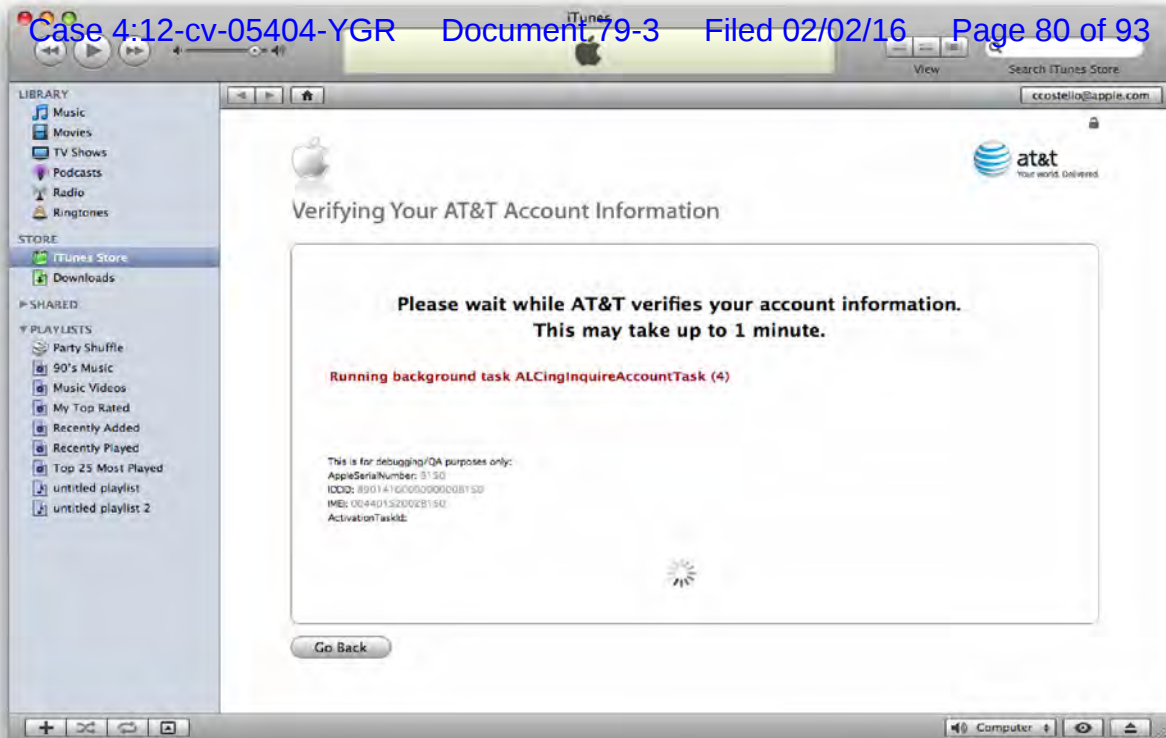 Case 4:12-cv-05404-YGR Document 79-3 Filed 02/02/16 Page 80 of 93
iTunes
View
Search iTunes Store
LIBRARY
Music
Movies
TV Shows
Podcasts
Radio
Ringtones
STORE
iTunes Store
Downloads
SHARED
PLAYLISTS
Party Shuffle
90's Music
Music Videos
My Top Rated
Recently Added
Recently Played
Top 25 Most Played
untitled playlist
untitled playlist 2
ccostello@apple.com
at&t
Your world. Delivered.
Verifying Your AT&T Account Information
Please wait while AT&T verifies your account information.
This may take up to 1 minute.
Running background task ALCingInquireAccountTask (4)
This is for debugging/QA purposes only:
AppleSerialNumber: 8150
ICCID:
IMEI: 004401520028150
ActivationTaskId:
Go Back
Computer